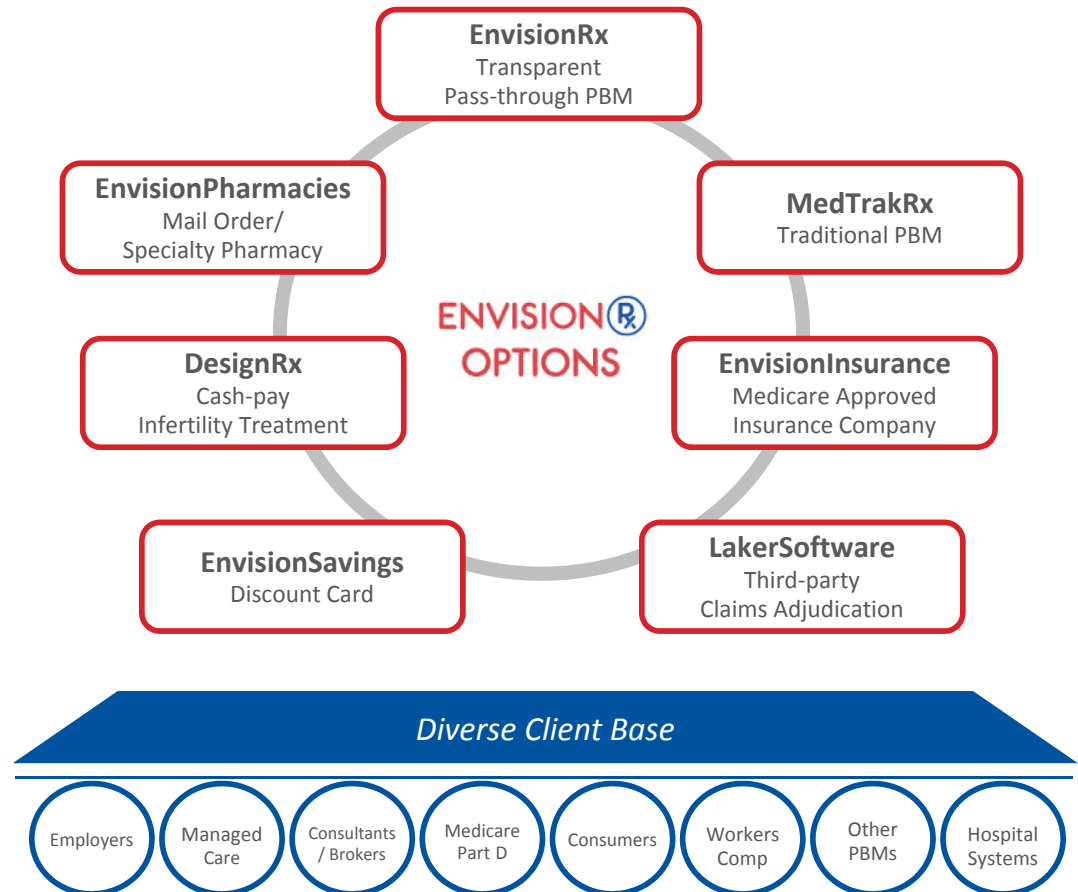 EnvisionRx
Transparent
Pass-through PBM
EnvisionPharmacies
Mail Order/
Specialty Pharmacy
MedTrakRx
Traditional PBM
ENVISION Rx
OPTIONS
DesignRx
Cash-pay
Infertility Treatment
EnvisionInsurance
Medicare Approved
Insurance Company
EnvisionSavings
Discount Card
LakerSoftware
Third-party
Claims Adjudication
Diverse Client Base
Employers
Managed
Care
Consultants
/ Brokers
Medicare
Part D
Consumers
Workers
Comp
Other
PBMs
Hospital
Systems